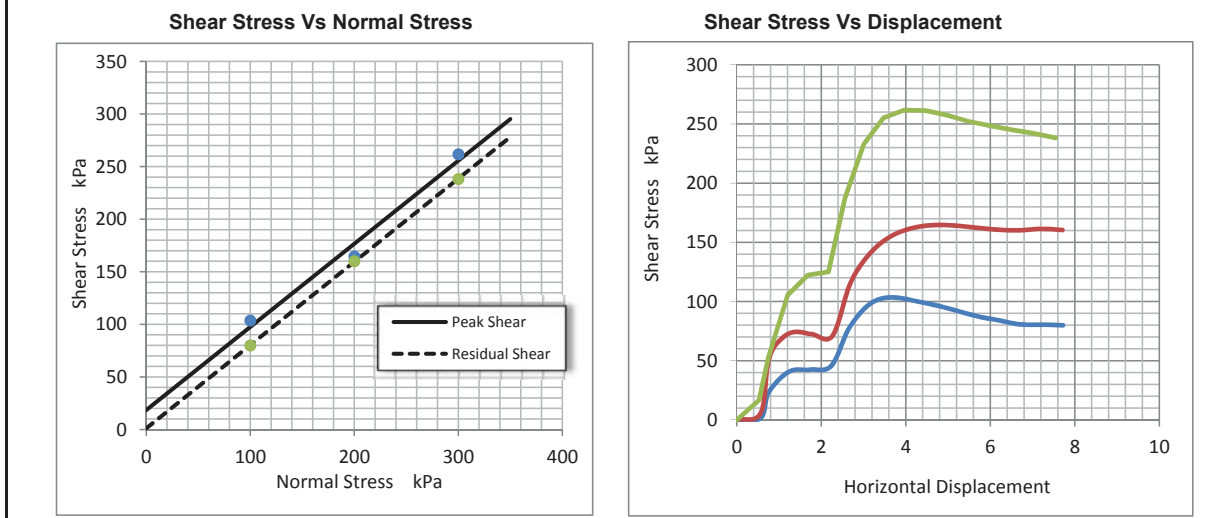 Shear Stress Vs Normal Stress
350
300
250
200
150
100
50
0
0 100 200 300 400
Shear Stress kPa
Normal Stress kPa
Peak Shear
Residual Shear
Shear Stress Vs Displacement
300
250
200
150
100
50
0
0 2 4 6 8 10
Shear Stress kPa
Horizontal Displacement